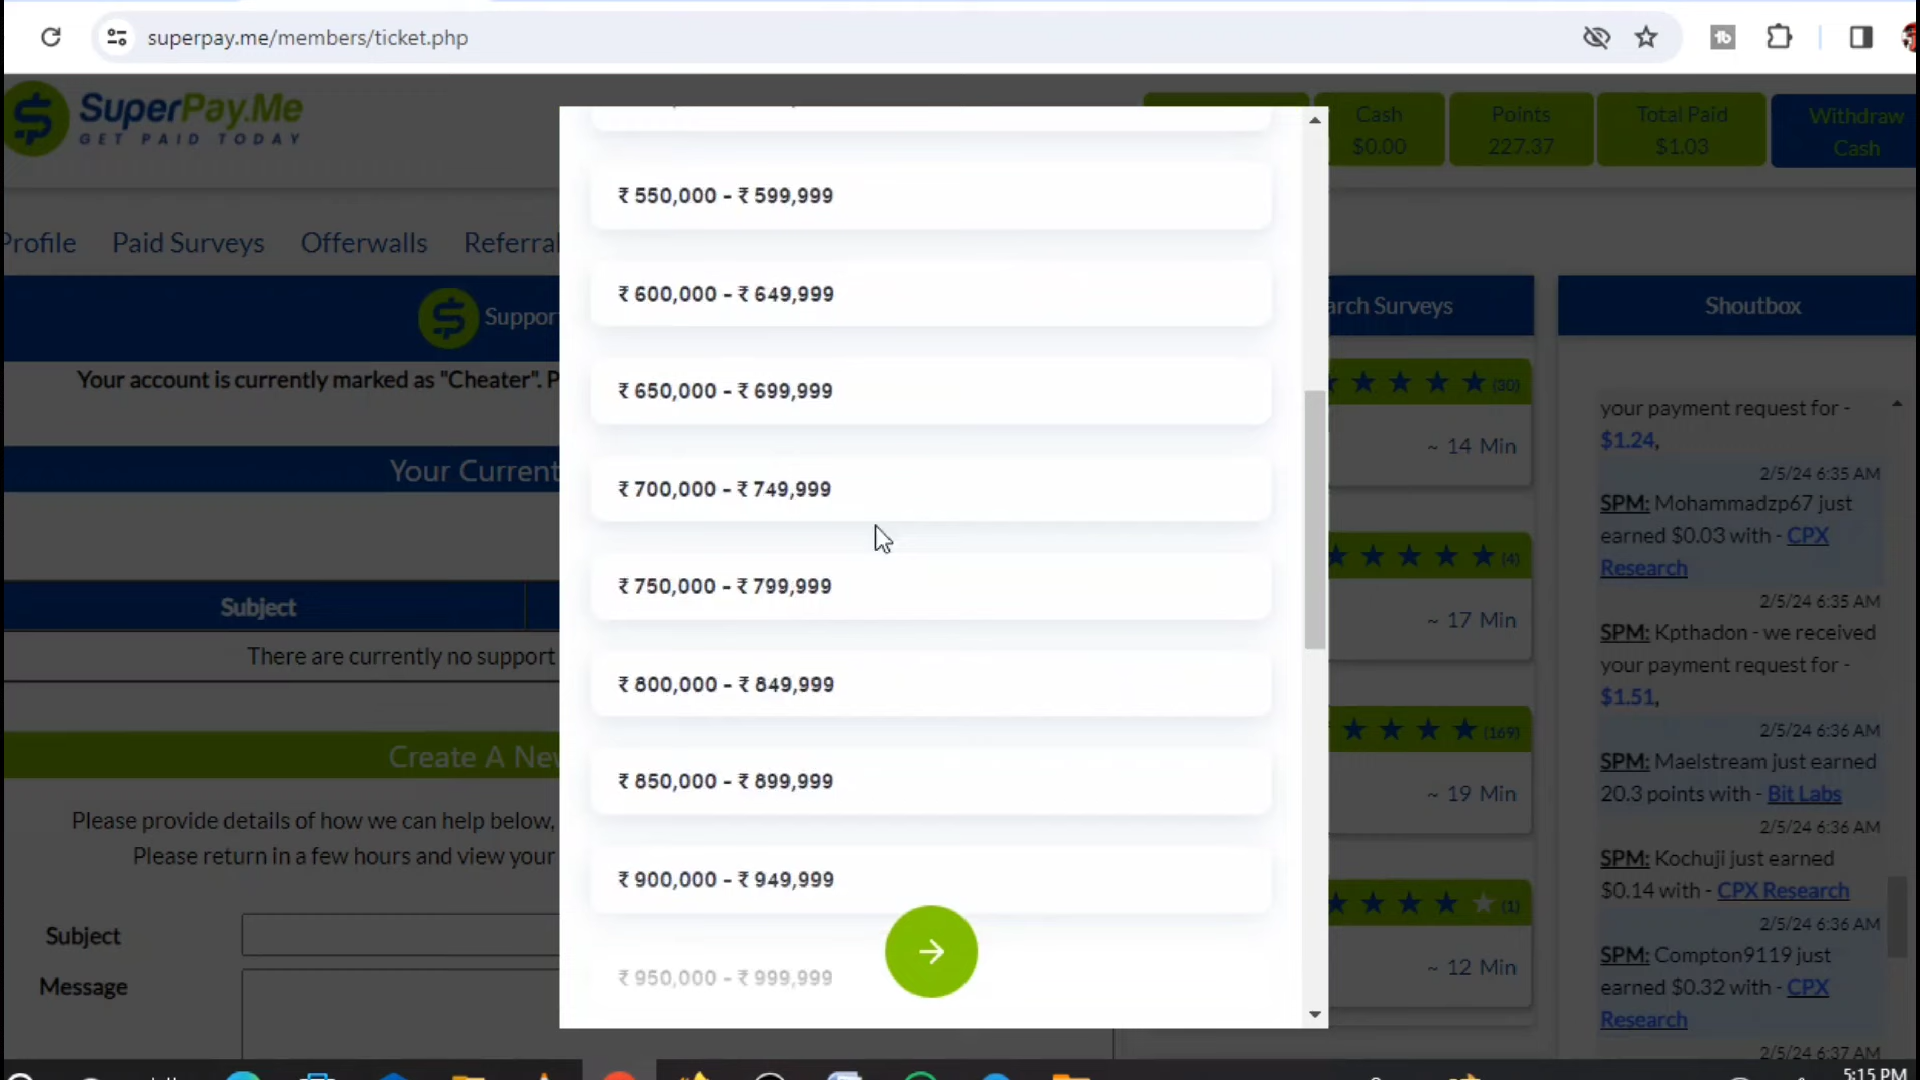 superpay.me/members/ticket.php
SuperPay.Me
GET PAID TODAY
Cash
$0.00
Points
227.37
Total Paid
$1.03
Withdraw
Cash
Profile
Paid Surveys
Offerwalls
Referral
Suppor
Your account is currently marked as "Cheater". P
Your Current
Subject
There are currently no support
Create A New
Please provide details of how we can help below,
Please return in a few hours and view your
Subject
Message
₹ 550,000 - ₹ 599,999
₹ 600,000 - ₹ 649,999
₹ 650,000 - ₹ 699,999
₹ 700,000 - ₹ 749,999
₹ 750,000 - ₹ 799,999
₹ 800,000 - ₹ 849,999
₹ 850,000 - ₹ 899,999
₹ 900,000 - ₹ 949,999
₹ 950,000 - ₹ 999,999
arch Surveys
(30)
~ 14 Min
(4)
~ 17 Min
(169)
~ 19 Min
(1)
~ 12 Min
Shoutbox
your payment request for -
$1.24,
2/5/24 6:35 AM
SPM: Mohammadzp67 just
earned $0.03 with - CPX
Research
2/5/24 6:35 AM
SPM: Kpthadon - we received
your payment request for -
$1.51,
2/5/24 6:36 AM
SPM: Maelstream just earned
20.3 points with - Bit Labs
2/5/24 6:36 AM
SPM: Kochuji just earned
$0.14 with - CPX Research
2/5/24 6:36 AM
SPM: Compton9119 just
earned $0.32 with - CPX
Research
2/5/24 6:37 AM
5:15 PM